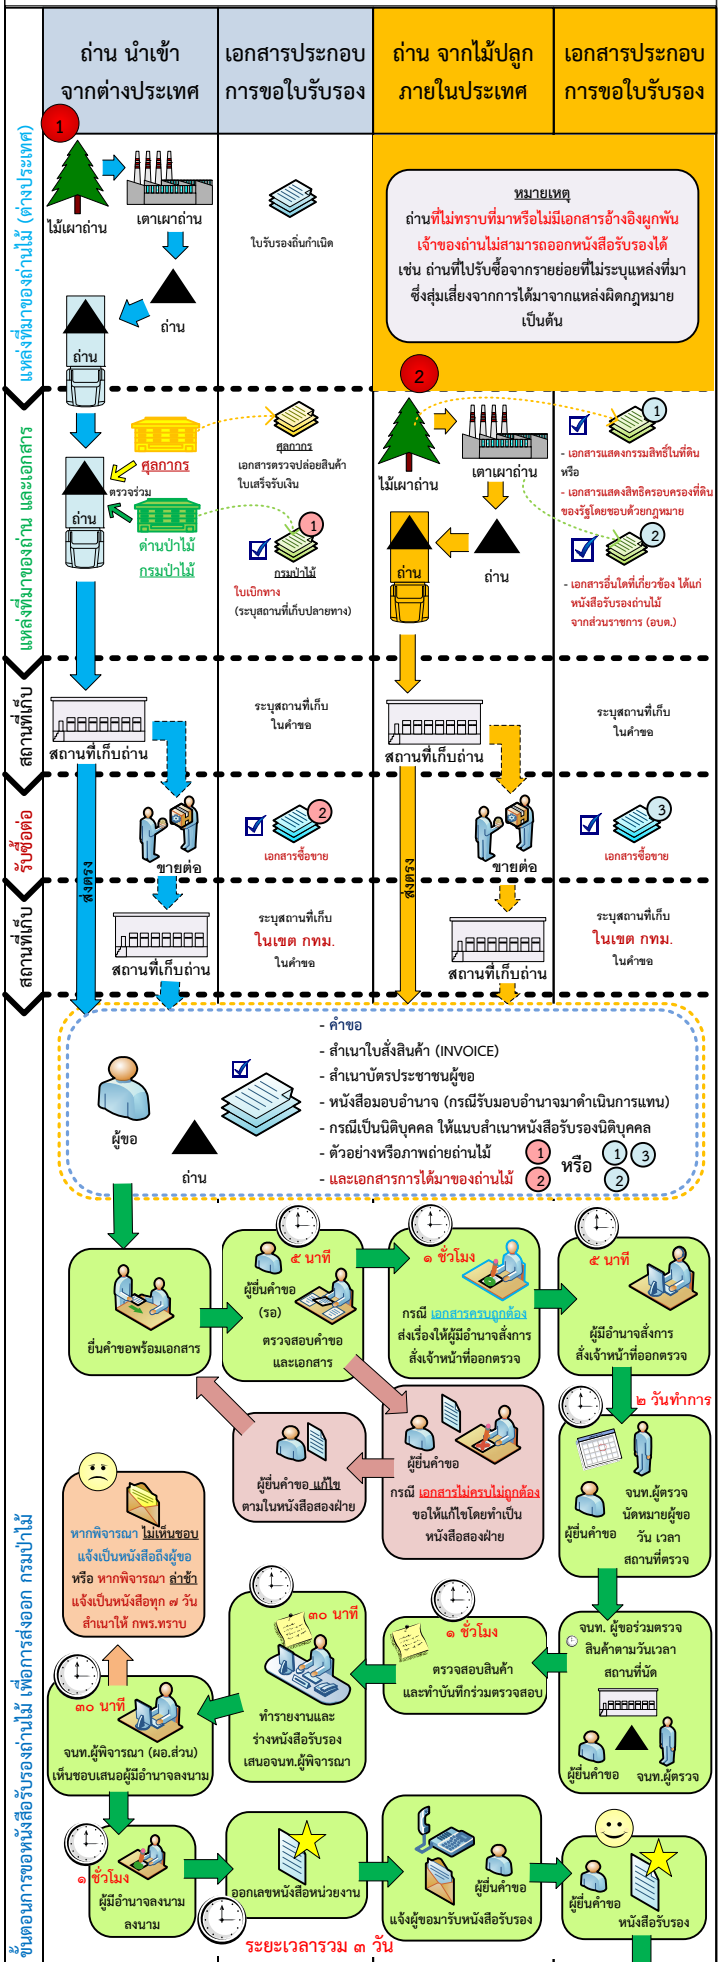 ถ่าน นำเข้า
จากต่างประเทศ
เอกสารประกอบ
การขอใบรับรอง
ถ่าน จากไม้ปลูก
ภายในประเทศ
เอกสารประกอบ
การขอใบรับรอง
แหล่งที่มาของถ่านไม้ (ต่างประเทศ)
1
ไม้เผาถ่าน
เตาเผาถ่าน
ถ่าน
ถ่าน
ใบรับรองถิ่นกำเนิด
หมายเหตุ
ถ่านที่ไม่ทราบที่มาหรือไม่มีเอกสารอ้างอิงผูกพัน
เจ้าของถ่านไม่สามารถออกหนังสือรับรองได้
เช่น ถ่านที่ไปรับซื้อจากรายย่อยที่ไม่ระบุแหล่งที่มา
ซึ่งสุ่มเสี่ยงจากการได้มาจากแหล่งผิดกฎหมาย
เป็นต้น
แหล่งที่มาของถ่าน และเอกสาร
ศุลกากร
ตรวจร่วม
ถ่าน
ด่านป่าไม้
กรมป่าไม้
ศุลกากร
เอกสารตรวจปล่อยสินค้า
ใบเสร็จรับเงิน
1
กรมป่าไม้
ใบเบิกทาง
(ระบุสถานที่เก็บปลายทาง)
2
ไม้เผาถ่าน
เตาเผาถ่าน
ถ่าน
ถ่าน
1
- เอกสารแสดงกรรมสิทธิ์ในที่ดิน
หรือ
- เอกสารแสดงสิทธิครอบครองที่ดิน
ของรัฐโดยชอบด้วยกฎหมาย
2
- เอกสารอื่นใดที่เกี่ยวข้อง ได้แก่
หนังสือรับรองถ่านไม้
จากส่วนราชการ (อบต.)
สถานที่เก็บ
สถานที่เก็บถ่าน
ระบุสถานที่เก็บ
ในคำขอ
สถานที่เก็บถ่าน
ระบุสถานที่เก็บ
ในคำขอ
รับซื้อต่อ
ส่งตรง
ขายต่อ
2
เอกสารซื้อขาย
ส่งตรง
ขายต่อ
3
เอกสารซื้อขาย
สถานที่เก็บ
สถานที่เก็บถ่าน
ระบุสถานที่เก็บ
ในเขต กทม.
ในคำขอ
สถานที่เก็บถ่าน
ระบุสถานที่เก็บ
ในเขต กทม.
ในคำขอ
ขั้นตอนการขอหนังสือรับรองถ่านไม้ เพื่อการส่งออก กรมป่าไม้
ผู้ขอ
ถ่าน
- คำขอ
- สำเนาใบสั่งสินค้า (INVOICE)
- สำเนาบัตรประชาชนผู้ขอ
- หนังสือมอบอำนาจ (กรณีรับมอบอำนาจมาดำเนินการแทน)
- กรณีเป็นนิติบุคคล ให้แนบสำเนาหนังสือรับรองนิติบุคคล
- ตัวอย่างหรือภาพถ่ายถ่านไม้
- และเอกสารการได้มาของถ่านไม้
1
2
หรือ
1 3
2
ยื่นคำขอพร้อมเอกสาร
๕ นาที
ผู้ยื่นคำขอ
(รอ)
ตรวจสอบคำขอ
และเอกสาร
๑ ชั่วโมง
กรณี เอกสารครบถูกต้อง
ส่งเรื่องให้ผู้มีอำนาจสั่งการ
สั่งเจ้าหน้าที่ออกตรวจ
๕ นาที
ผู้มีอำนาจสั่งการ
สั่งเจ้าหน้าที่ออกตรวจ
ผู้ยื่นคำขอ
กรณี เอกสารไม่ครบไม่ถูกต้อง
ขอให้แก้ไขโดยทำเป็น
หนังสือสองฝ่าย
ผู้ยื่นคำขอ แก้ไข
ตามในหนังสือสองฝ่าย
๒ วันทำการ
จนท.ผู้ตรวจ
นัดหมายผู้ขอ
วัน เวลา
สถานที่ตรวจ
ผู้ยื่นคำขอ
หากพิจารณา ไม่เห็นชอบ
แจ้งเป็นหนังสือถึงผู้ขอ
หรือ หากพิจารณา ล่าช้า
แจ้งเป็นหนังสือทุก ๗ วัน
สำเนาให้ กพร.ทราบ
จนท. ผู้ขอร่วมตรวจ
สินค้าตามวันเวลา
สถานที่นัด
ผู้ยื่นคำขอ
จนท.ผู้ตรวจ
๑ ชั่วโมง
ตรวจสอบสินค้า
และทำบันทึกร่วมตรวจสอบ
๓๐ นาที
ทำรายงานและ
ร่างหนังสือรับรอง
เสนอจนท.ผู้พิจารณา
๓๐ นาที
จนท.ผู้พิจารณา (ผอ.ส่วน)
เห็นชอบเสนอผู้มีอำนาจลงนาม
๑ ชั่วโมง
ผู้มีอำนาจลงนาม
ลงนาม
ออกเลขหนังสือหน่วยงาน
ผู้ยื่นคำขอ
แจ้งผู้ขอมารับหนังสือรับรอง
ผู้ยื่นคำขอ
หนังสือรับรอง
ระยะเวลารวม ๓ วัน